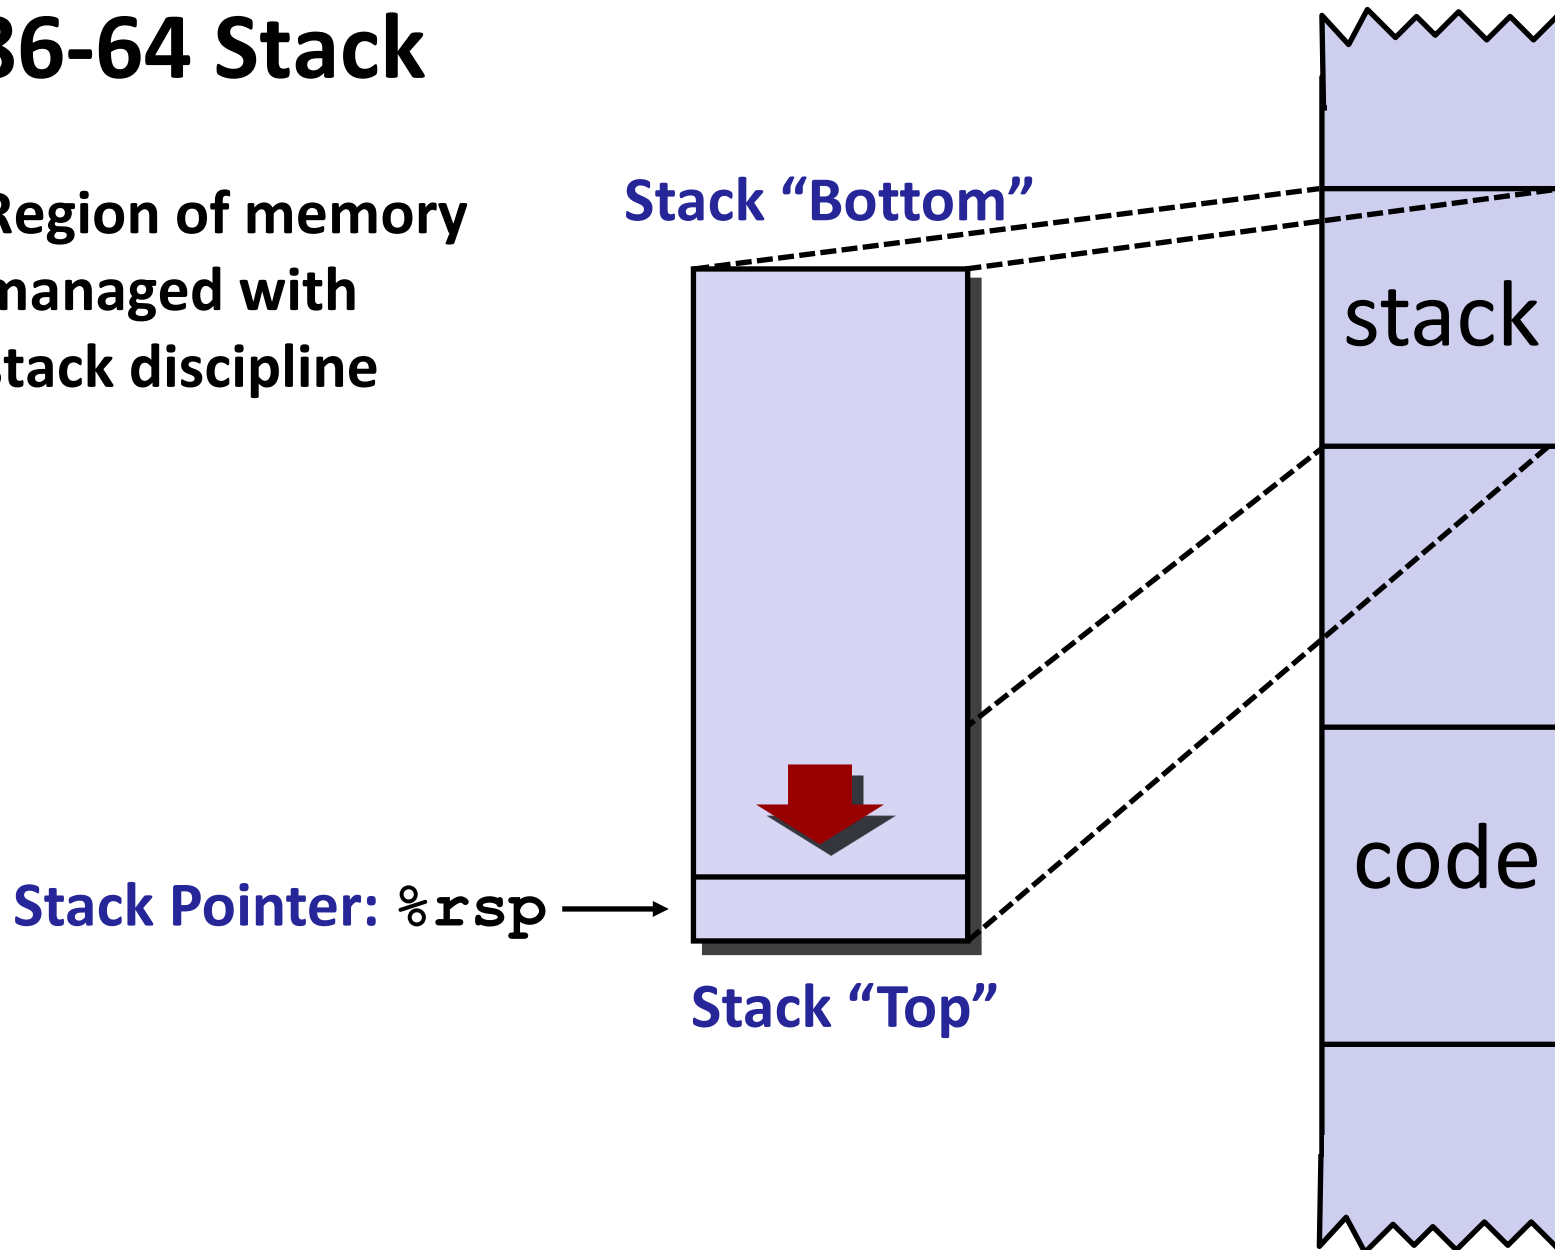 86-64 Stack
Region of memory
managed with
stack discipline
Stack “Bottom”
stack
code
Stack Pointer: %rsp
Stack “Top”